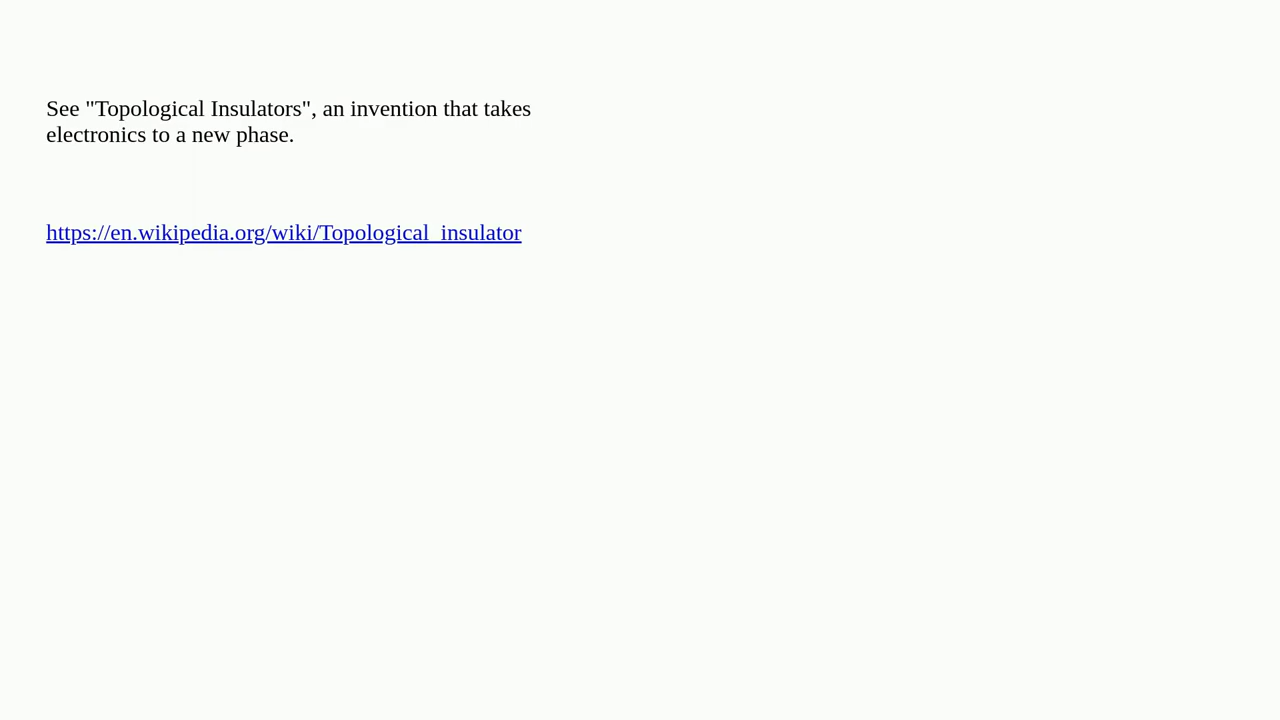 See "Topological Insulators", an invention that takes
electronics to a new phase.
https://en.wikipedia.org/wiki/Topological_insulator